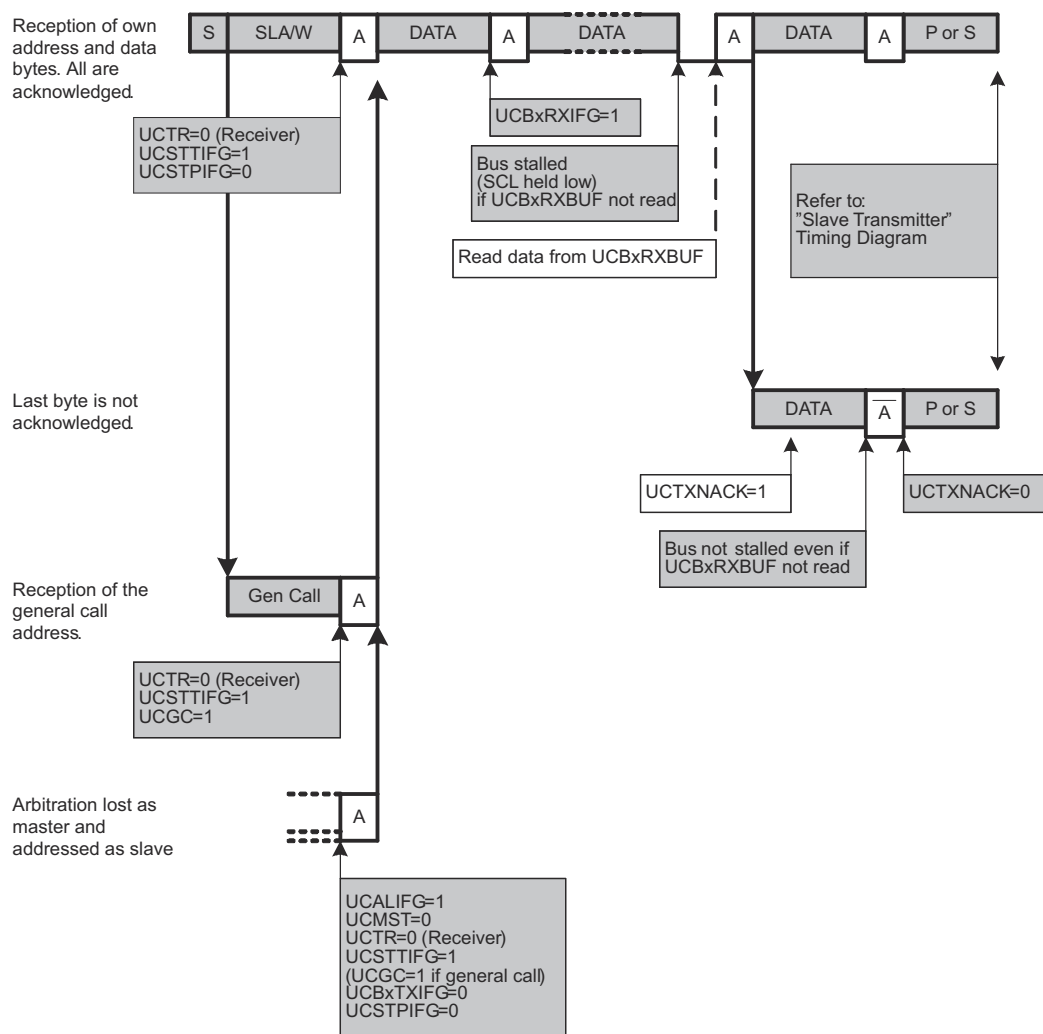 Reception of own
address and data
bytes. All are
acknowledged.
S SLA/W A DATA A DATA A DATA A P or S
UCTR=0 (Receiver)
UCSTTIFG=1
UCSTPIFG=0
UCBxRXIFG=1
Bus stalled
(SCL held low)
if UCBxRXBUF not read
Read data from UCBxRXBUF
Refer to:
”Slave Transmitter”
Timing Diagram
Last byte is not
acknowledged.
DATA A P or S
UCTXNACK=1
UCTXNACK=0
Bus not stalled even if
UCBxRXBUF not read
Reception of the
general call
address.
Gen Call A
UCTR=0 (Receiver)
UCSTTIFG=1
UCGC=1
Arbitration lost as
master and
addressed as slave
A
UCALIFG=1
UCMST=0
UCTR=0 (Receiver)
UCSTTIFG=1
(UCGC=1 if general call)
UCBxTXIFG=0
UCSTPIFG=0